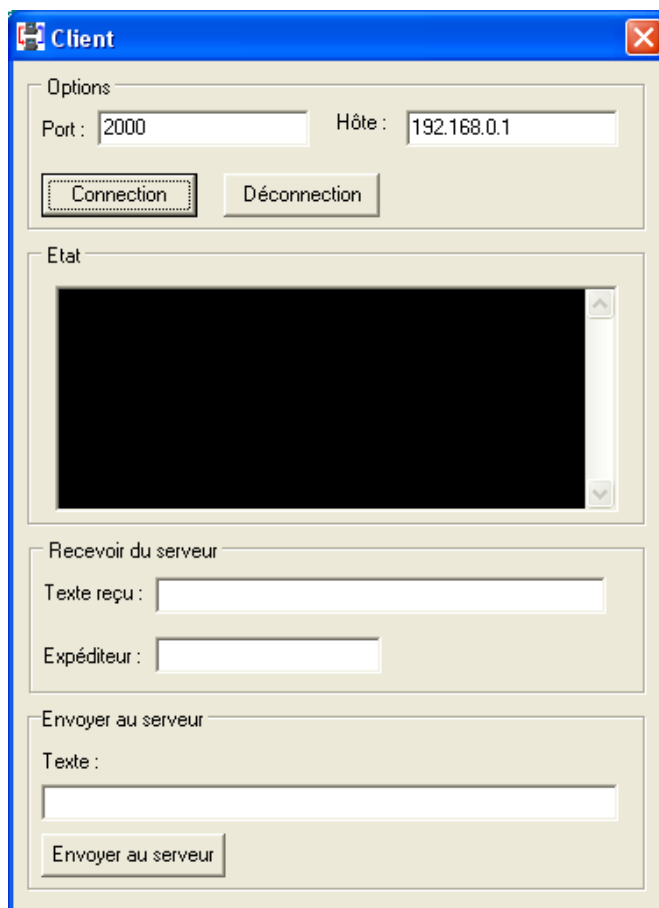 Client
Options
Port : 2000 Hôte : 192.168.0.1
Connection Déconnection
Etat
Recevoir du serveur
Texte reçu :
Expéditeur :
Envoyer au serveur
Texte :
Envoyer au serveur